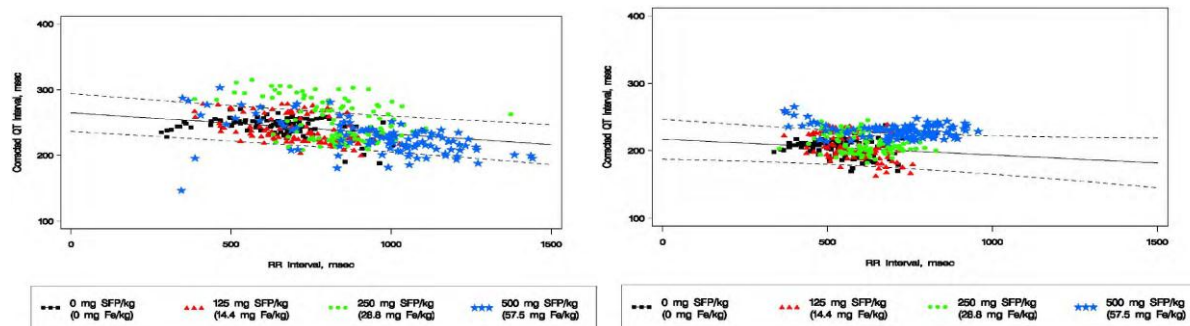 400
300
200
100
Corrected QT Interval, msec
0
500
1000
1500
RR Interval, msec
0 mg SFP/kg
(0 mg Fe/kg)
125 mg SFP/kg
(14.4 mg Fe/kg)
250 mg SFP/kg
(28.8 mg Fe/kg)
500 mg SFP/kg
(57.5 mg Fe/kg)
400
300
200
100
Corrected QT Interval, msec
0
500
1000
1500
RR Interval, msec
0 mg SFP/kg
(0 mg Fe/kg)
125 mg SFP/kg
(14.4 mg Fe/kg)
250 mg SFP/kg
(28.8 mg Fe/kg)
500 mg SFP/kg
(57.5 mg Fe/kg)